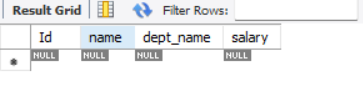 Result Grid Filter Rows:
Id name dept_name salary
NULL NULL NULL NULL